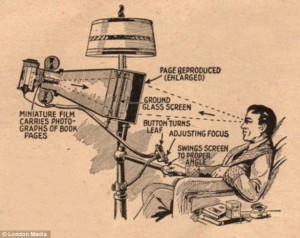 PAGE REPRODUCED
(ENLARGED)
GROUND
GLASS SCREEN
MINIATURE FILM
CARRIES PHOTO-
GRAPHS OF BOOK
PAGES
BUTTON TURNS
LEAF
ADJUSTING FOCUS
SWINGS SCREEN
TO PROPER
ANGLE
© London Media